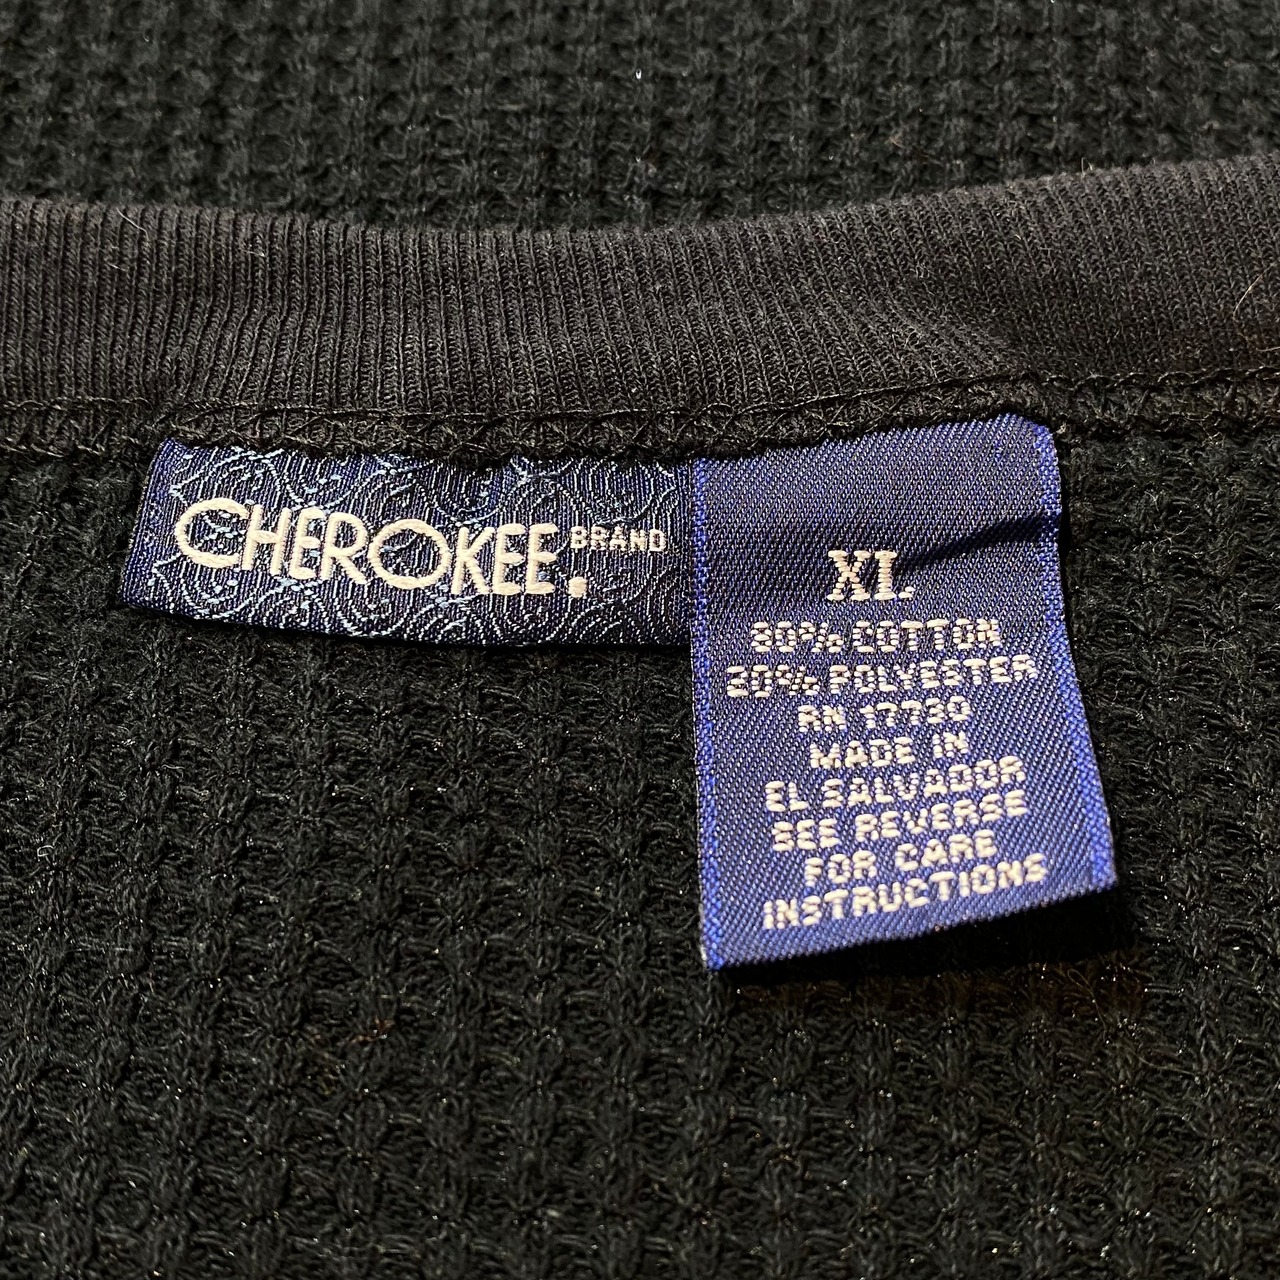 CHEROKEE. BRAND
XL
80% COTTON
20% POLYESTER
RN 17730
MADE IN
EL SALVADOR
SEE REVERSE
FOR CARE
INSTRUCTIONS